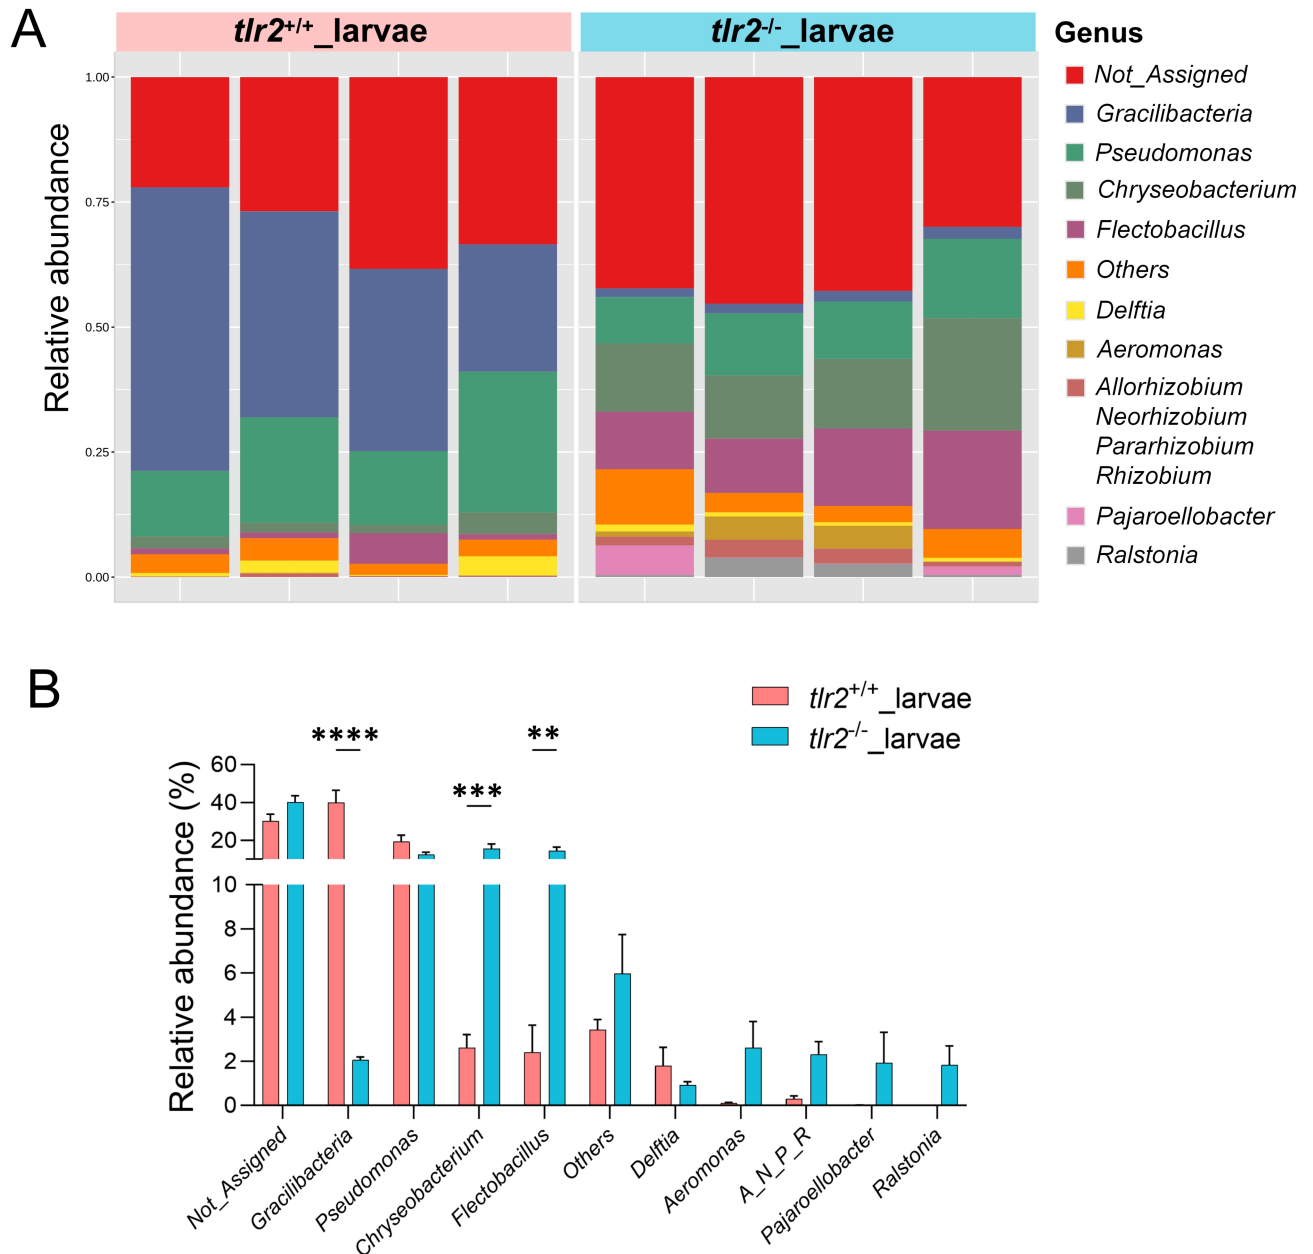 A
tlr2+/+_larvae
tlr2-/-_larvae
Genus
Relative abundance
1.00
0.75
0.50
0.25
0.00
Not_Assigned
Gracilibacteria
Pseudomonas
Chryseobacterium
Flectobacillus
Others
Delftia
Aeromonas
Allorhizobium
Neorhizobium
Pararhizobium
Rhizobium
Pajaroellobacter
Ralstonia
B
tlr2+/+_larvae
tlr2-/-_larvae
Relative abundance (%)
60
40
20
10
8
6
4
2
0
****
***
**
Not_Assigned
Gracilibacteria
Pseudomonas
Chryseobacterium
Flectobacillus
Others
Delftia
Aeromonas
A_N_P_R
Pajaroellobacter
Ralstonia